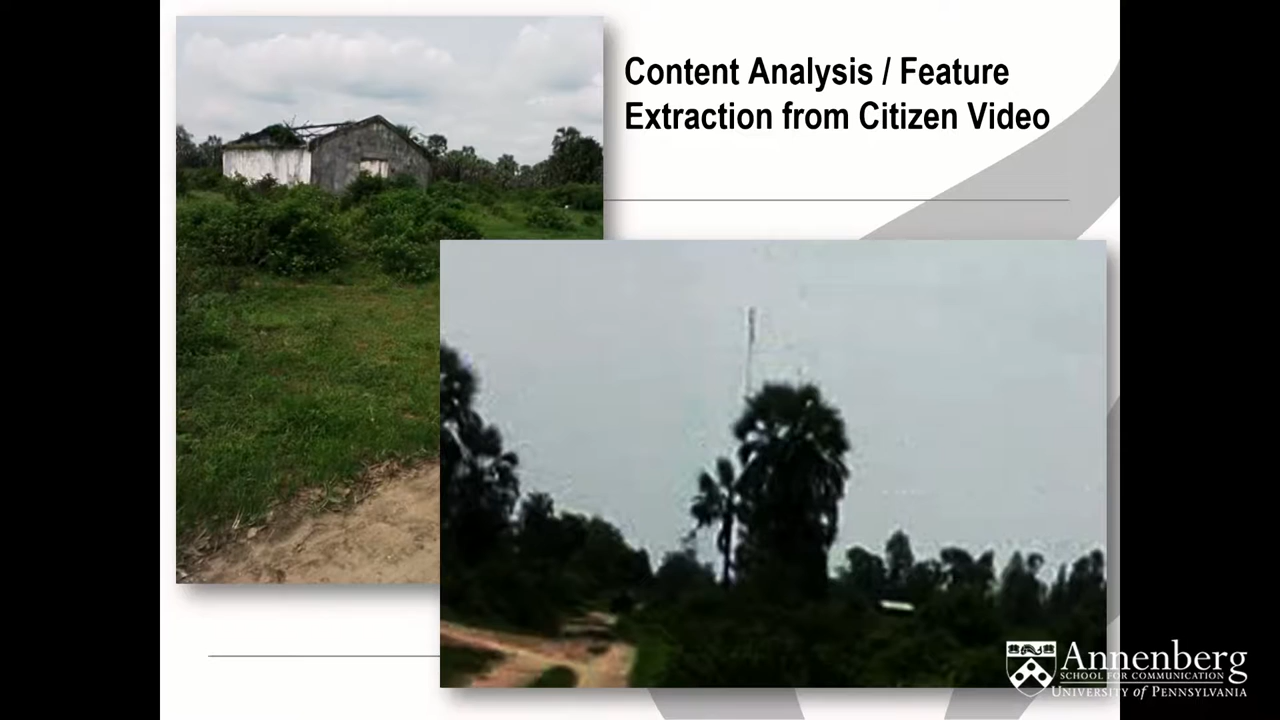 Content Analysis / Feature
Extraction from Citizen Video
Annenberg
SCHOOL FOR COMMUNICATION
UNIVERSITY of PENNSYLVANIA